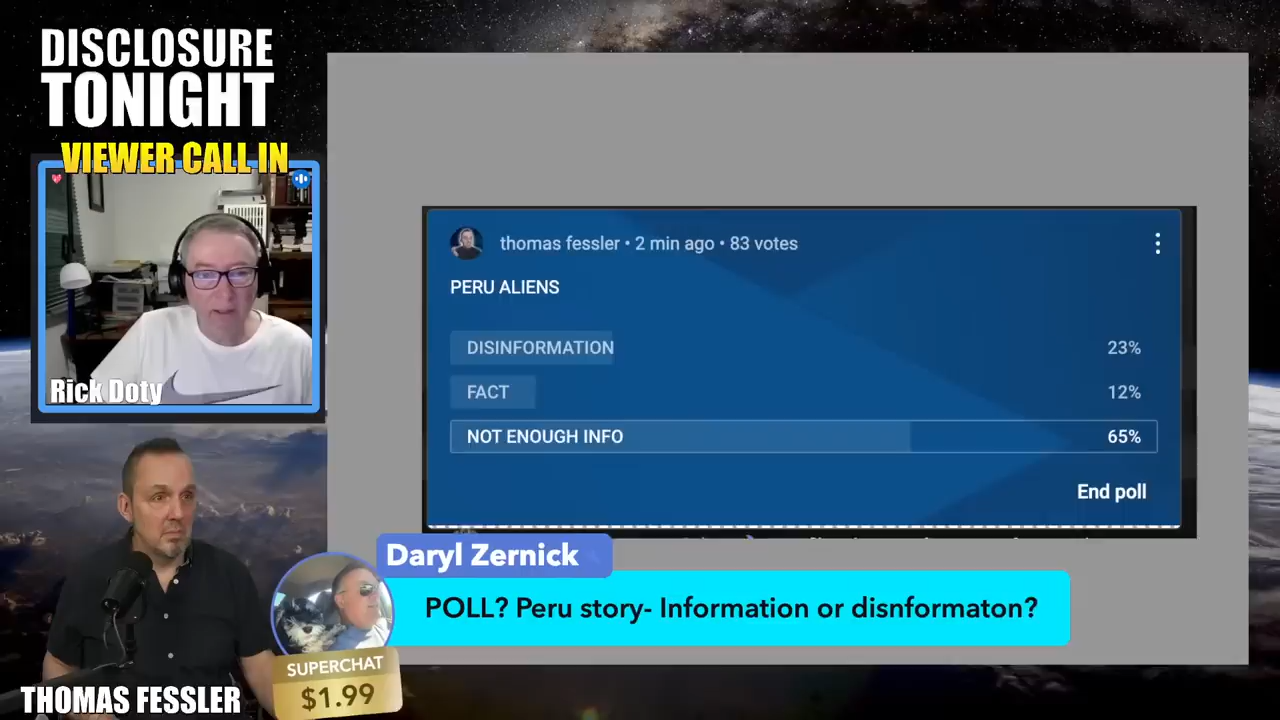 DISCLOSURE
TONIGHT
VIEWER CALL IN
Rick Doty
thomas fessler • 2 min ago • 83 votes
PERU ALIENS
DISINFORMATION 23%
FACT 12%
NOT ENOUGH INFO 65%
End poll
Daryl Zernick
POLL? Peru story- Information or disnformaton?
SUPERCHAT
$1.99
THOMAS FESSLER